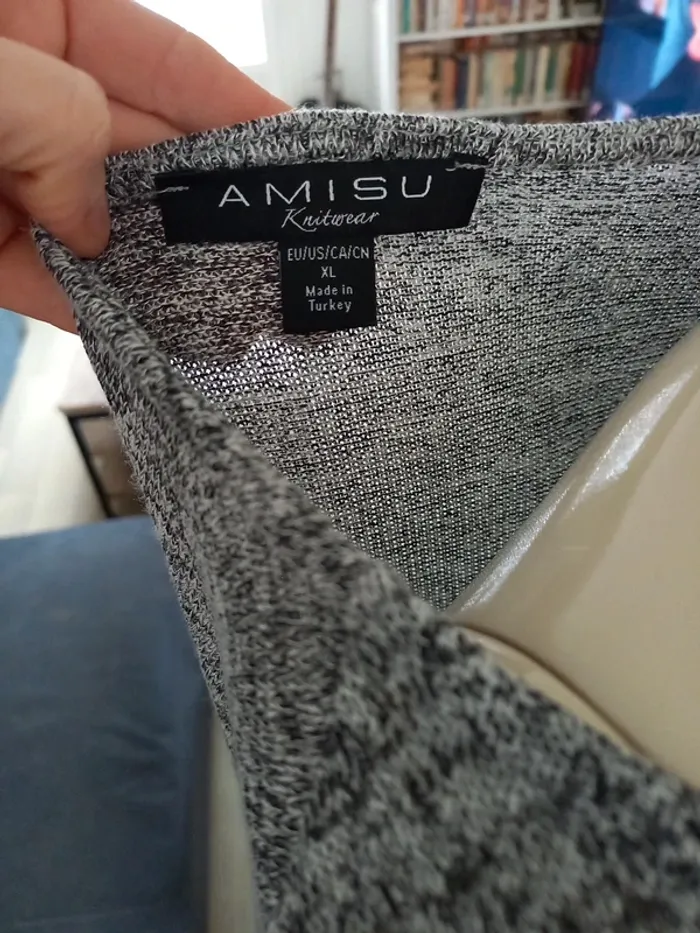 AMISU
Knitwear
EU/US/CA/CN
XL
Made in
Turkey